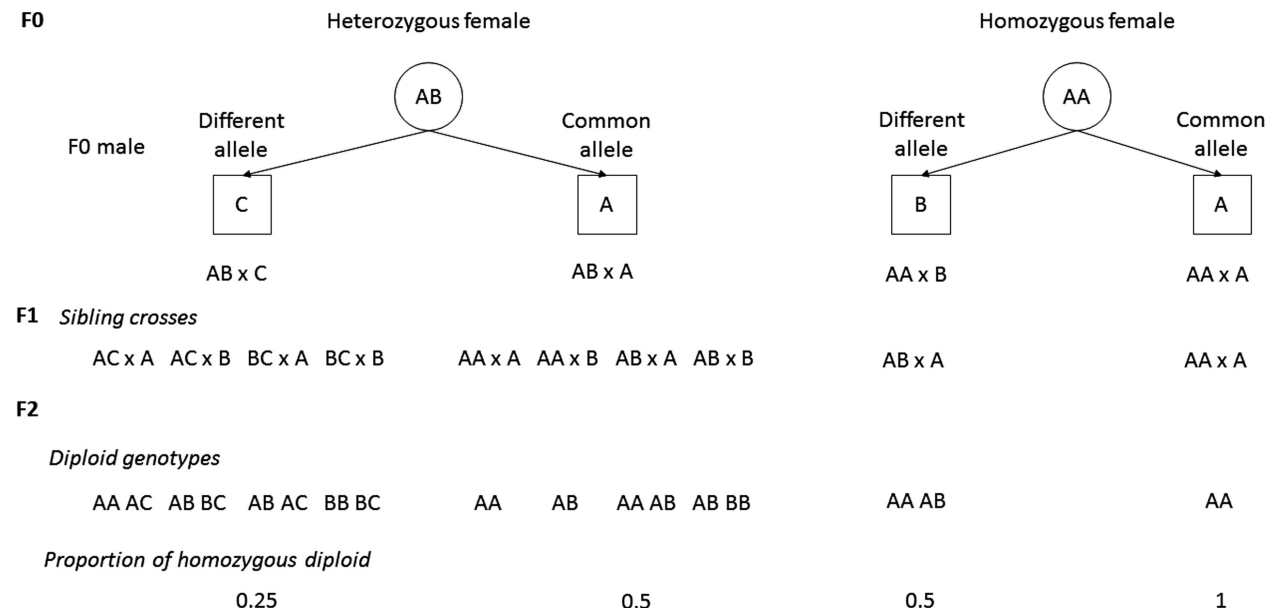 F0 Heterozygous female Homozygous female
AB AA
Different allele Common allele Different allele Common allele
F0 male
C A B A
AB x C AB x A AA x B AA x A
F1 Sibling crosses
AC x A AC x B BC x A BC x B AA x A AA x B AB x A AB x B AB x A AA x A
F2
Diploid genotypes
AA AC AB BC AB AC BB BC AA AB AA AB AB BB AA AB AA
Proportion of homozygous diploid
0.25 0.5 0.5 1